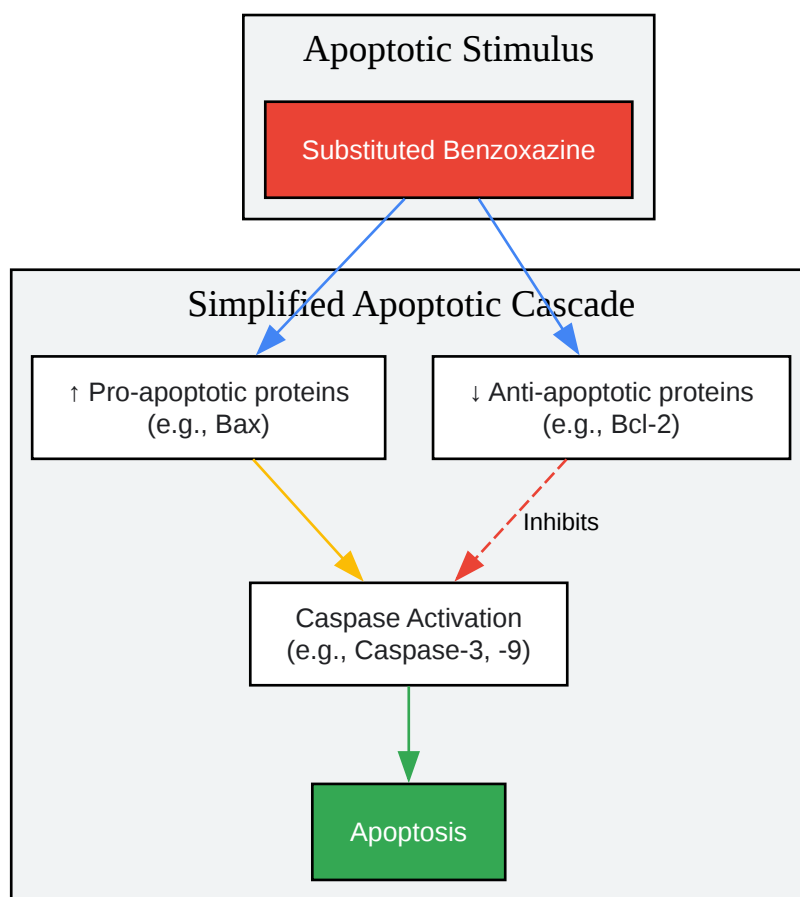 Apoptotic Stimulus
Substituted Benzoxazine
Simplified Apoptotic Cascade
↑ Pro-apoptotic proteins
(e.g., Bax)
↓ Anti-apoptotic proteins
(e.g., Bcl-2)
Inhibits
Caspase Activation
(e.g., Caspase-3, -9)
Apoptosis